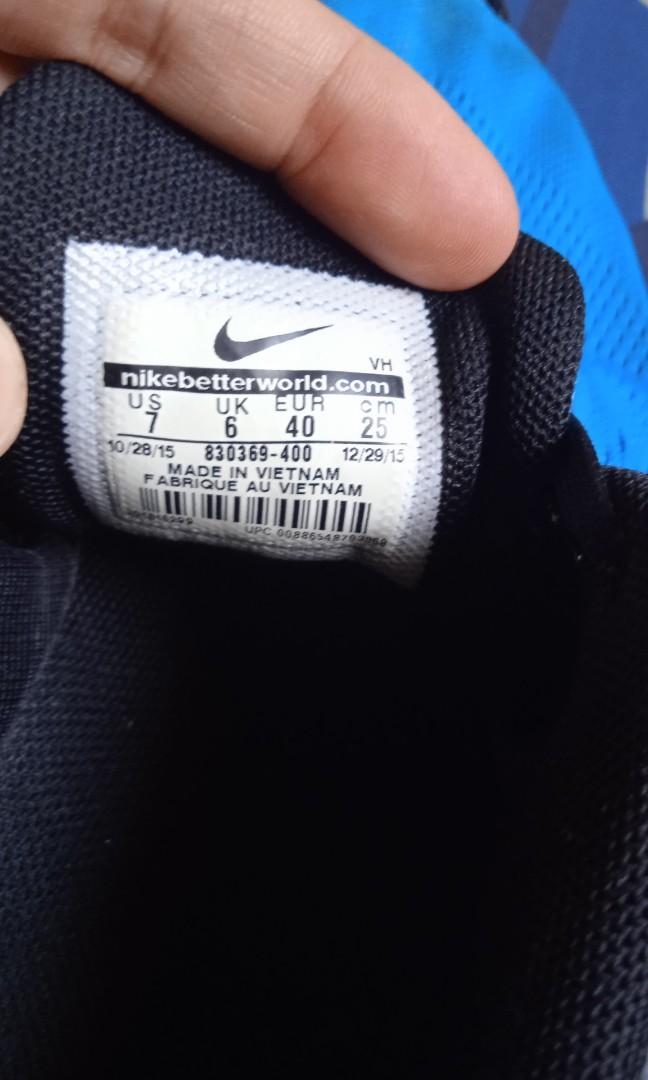 VH
nikebetterworld.com
US UK EUR cm
7 6 40 25
10/28/15 830369-400 12/29/15
MADE IN VIETNAM
FABRIQUE AU VIETNAM
UPC